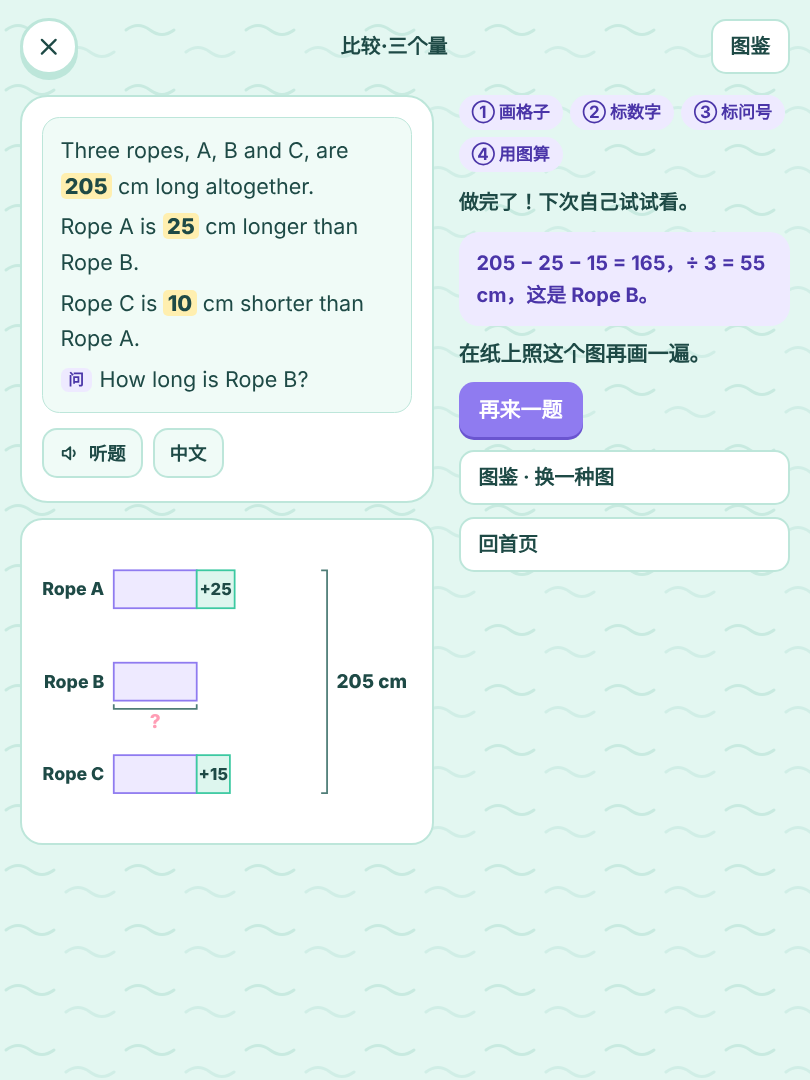 比较·三个量
图鉴
Three ropes, A, B and C, are
205 cm long altogether.
Rope A is 25 cm longer than
Rope B.
Rope C is 10 cm shorter than
Rope A.
问 How long is Rope B?
听题
中文
Rope A
+25
Rope B
?
205 cm
Rope C
+15
① 画格子
② 标数字
③ 标问号
④ 用图算
做完了！下次自己试试看。
205 − 25 − 15 = 165，÷ 3 = 55
cm，这是 Rope B。
在纸上照这个图再画一遍。
再来一题
图鉴 · 换一种图
回首页